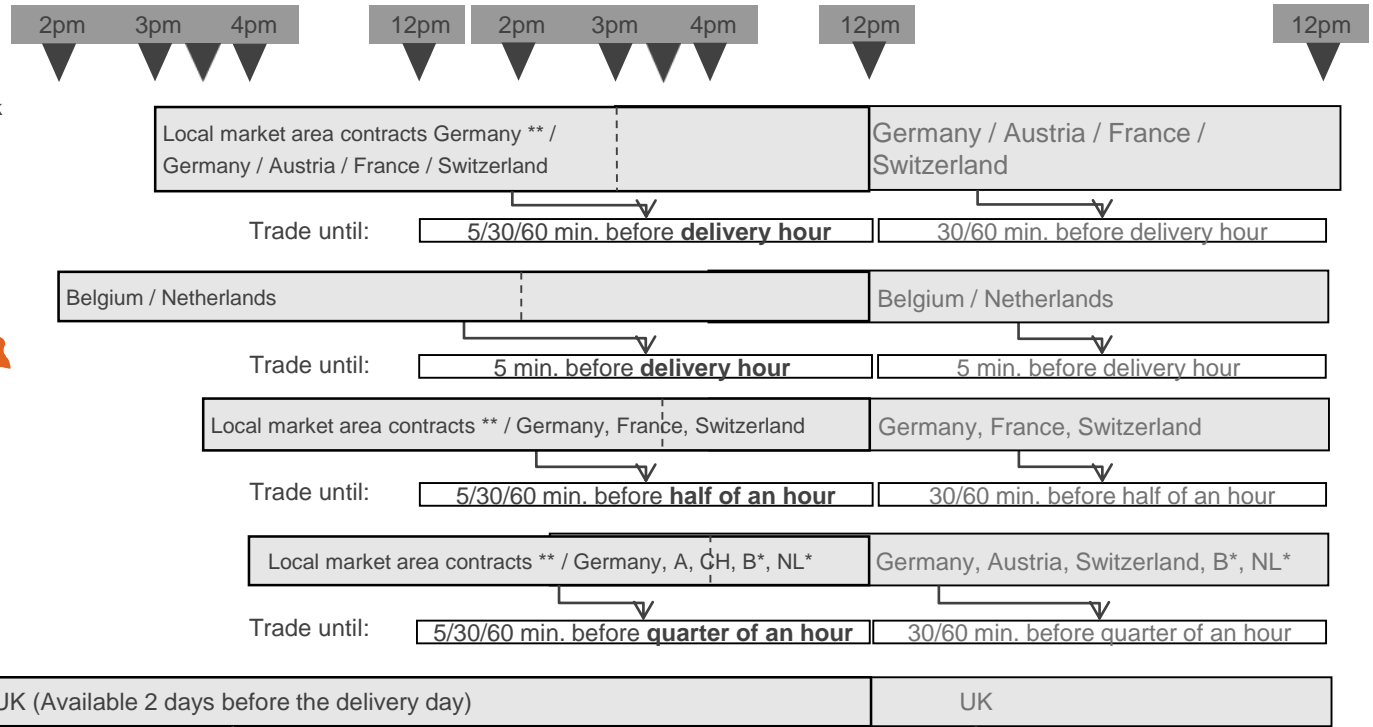 2pm 3pm 4pm 12pm 2pm 3pm 4pm 12pm 12pm
Local market area contracts Germany ** /
Germany / Austria / France / Switzerland
Germany / Austria / France /
Switzerland
Trade until: 5/30/60 min. before delivery hour 30/60 min. before delivery hour
Belgium / Netherlands Belgium / Netherlands
Trade until: 5 min. before delivery hour 5 min. before delivery hour
Local market area contracts ** / Germany, France, Switzerland Germany, France, Switzerland
Trade until: 5/30/60 min. before half of an hour 30/60 min. before half of an hour
Local market area contracts ** / Germany, A, CH, B*, NL* Germany, Austria, Switzerland, B*, NL*
Trade until: 5/30/60 min. before quarter of an hour 30/60 min. before quarter of an hour
UK (Available 2 days before the delivery day) UK